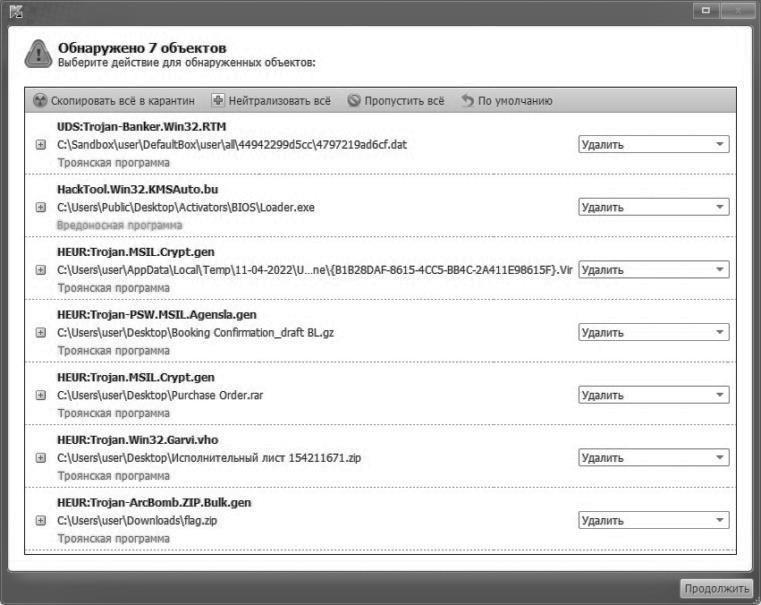 Обнаружено 7 объектов
Выберите действие для обнаруженных объектов:
Скопировать всё в карантин Нейтрализовать всё Пропустить всё По умолчанию
UDS:Trojan-Banker.Win32.RTM
C:\Sandbox\user\DefaultBox\user\all\44942299d5cc\4797219ad6cf.dat Удалить
Троянская программа
HackTool.Win32.KMSAuto.bu
C:\Users\Public\Desktop\Activators\BIOS\Loader.exe Удалить
Вредоносная программа
HEUR:Trojan.MSIL.Crypt.gen
C:\Users\user\AppData\Local\Temp\11-04-2022\U...ne\{B1B28DAF-8615-4CC5-BB4C-2A411E98615F}.Vir Удалить
Троянская программа
HEUR:Trojan-PSW.MSIL.Agensla.gen
C:\Users\user\Desktop\Booking Confirmation_draft BL.gz Удалить
Троянская программа
HEUR:Trojan.MSIL.Crypt.gen
C:\Users\user\Desktop\Purchase Order.rar Удалить
Троянская программа
HEUR:Trojan.Win32.Garvi.vho
C:\Users\user\Desktop\Исполнительный лист 154211671.zip Удалить
Троянская программа
HEUR:Trojan-ArcBomb.ZIP.Bulk.gen
C:\Users\user\Downloads\flag.zip Удалить
Троянская программа
Продолжить